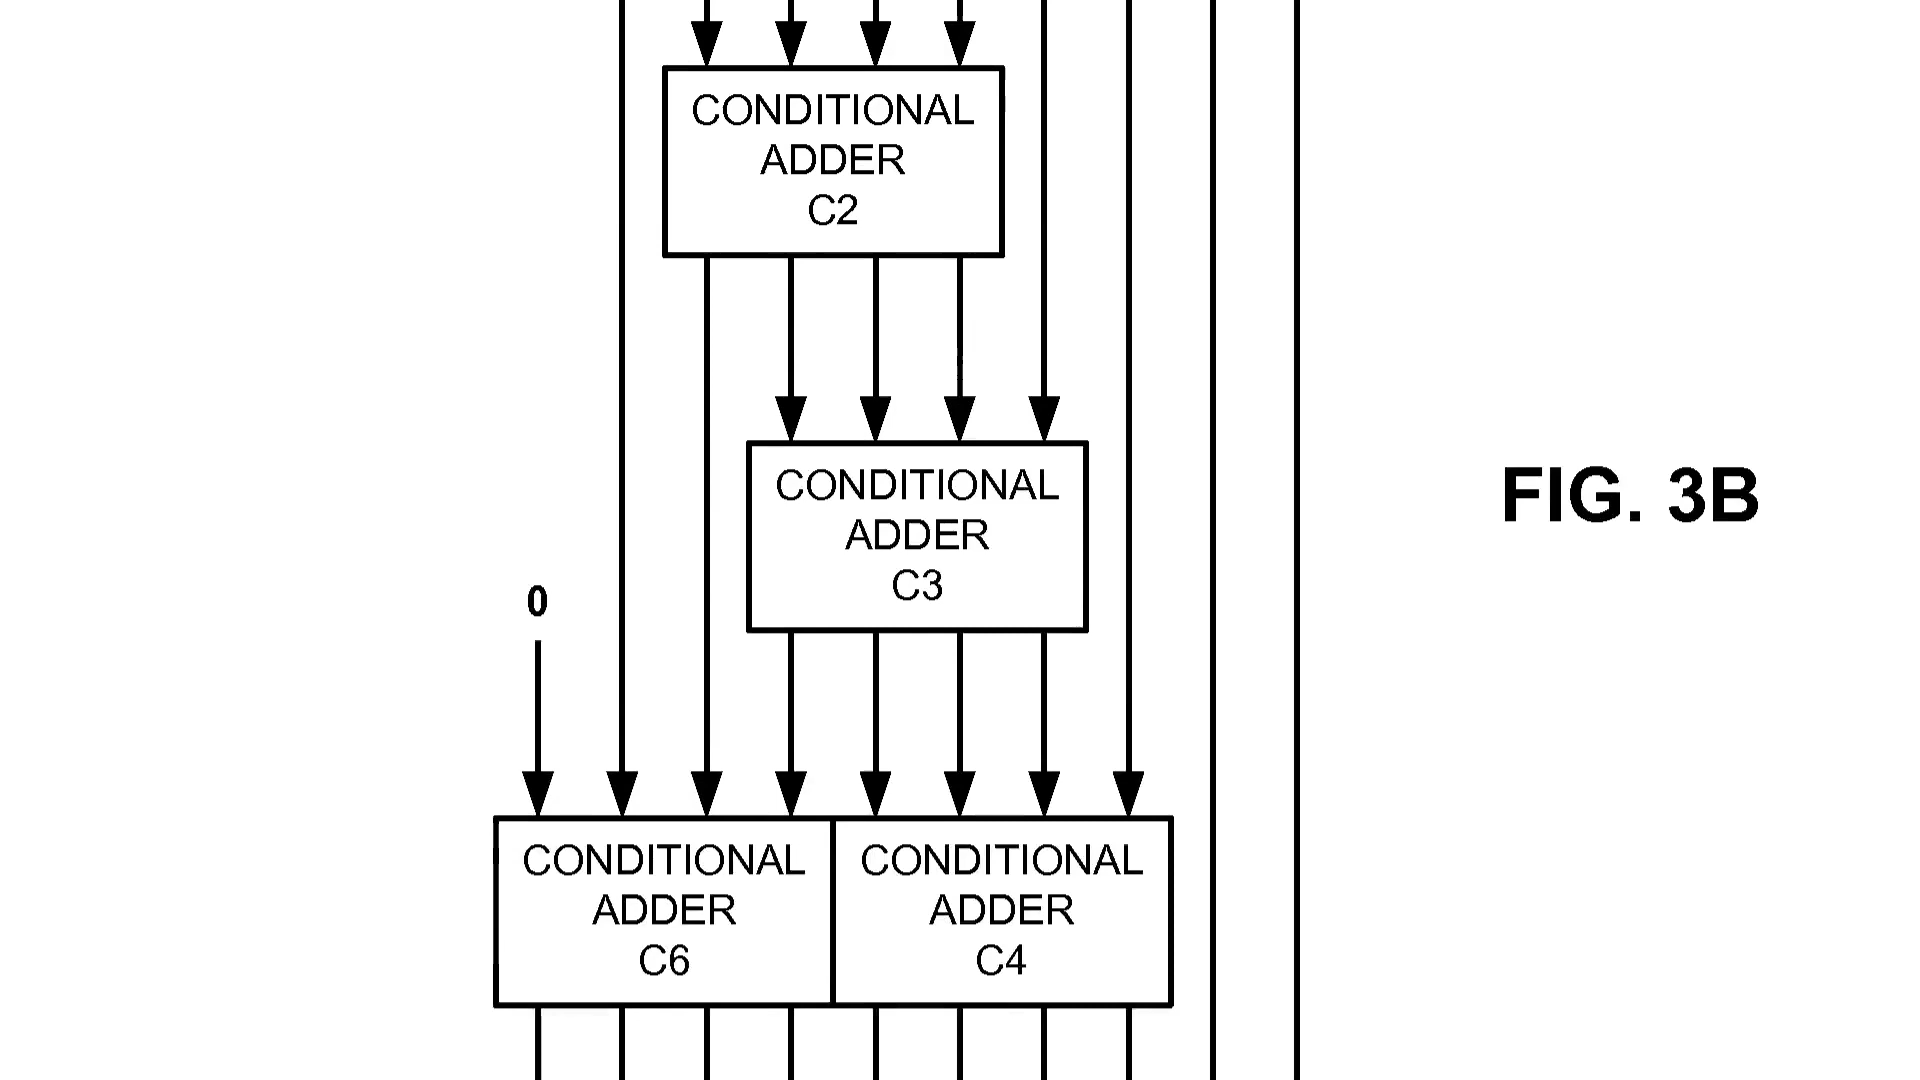 CONDITIONAL
ADDER
C2
CONDITIONAL
ADDER
C3
FIG. 3B
0
CONDITIONAL
ADDER
C6
CONDITIONAL
ADDER
C4